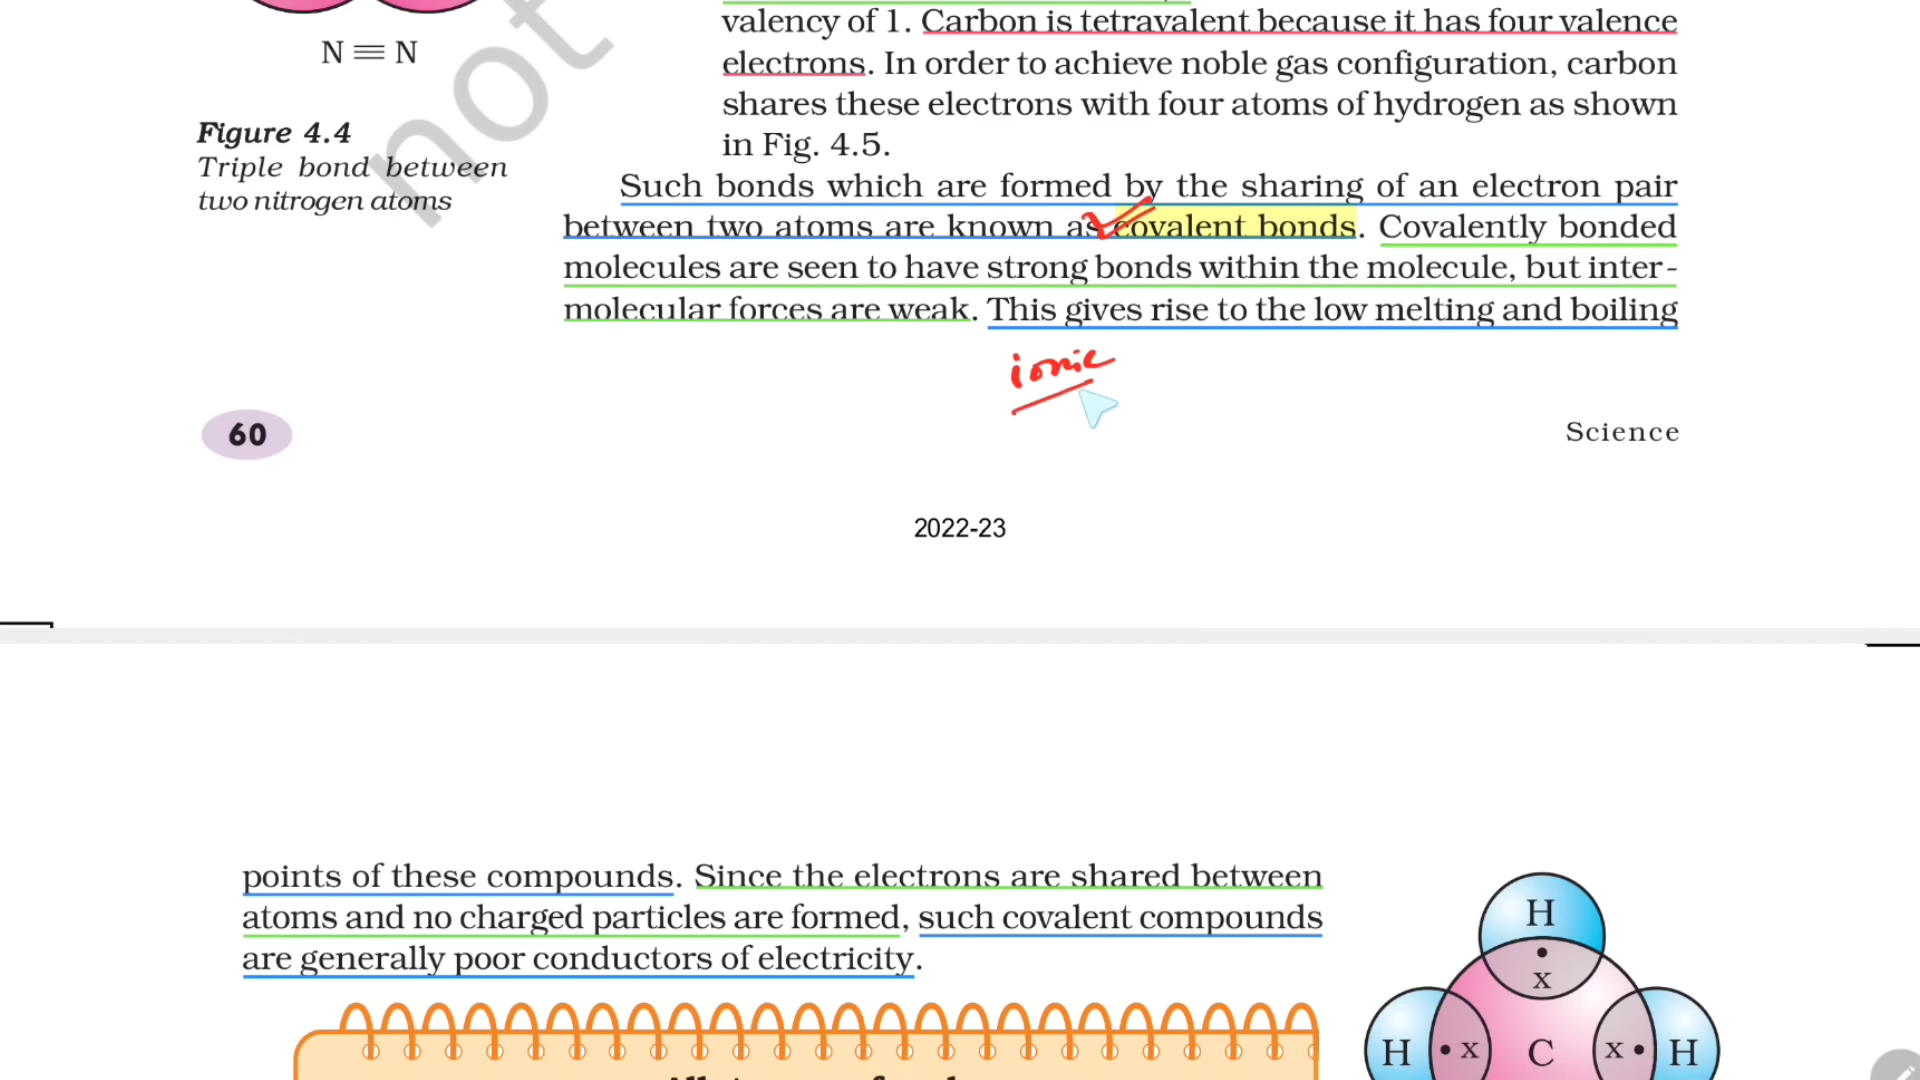 N ≡ N
not
Figure 4.4
Triple bond between
two nitrogen atoms
valency of 1. Carbon is tetravalent because it has four valence
electrons. In order to achieve noble gas configuration, carbon
shares these electrons with four atoms of hydrogen as shown
in Fig. 4.5.
Such bonds which are formed by the sharing of an electron pair
between two atoms are known as covalent bonds. Covalently bonded
molecules are seen to have strong bonds within the molecule, but inter-
molecular forces are weak. This gives rise to the low melting and boiling
ionic
60
Science
2022-23
points of these compounds. Since the electrons are shared between
atoms and no charged particles are formed, such covalent compounds
are generally poor conductors of electricity.
H
x
H x C x H